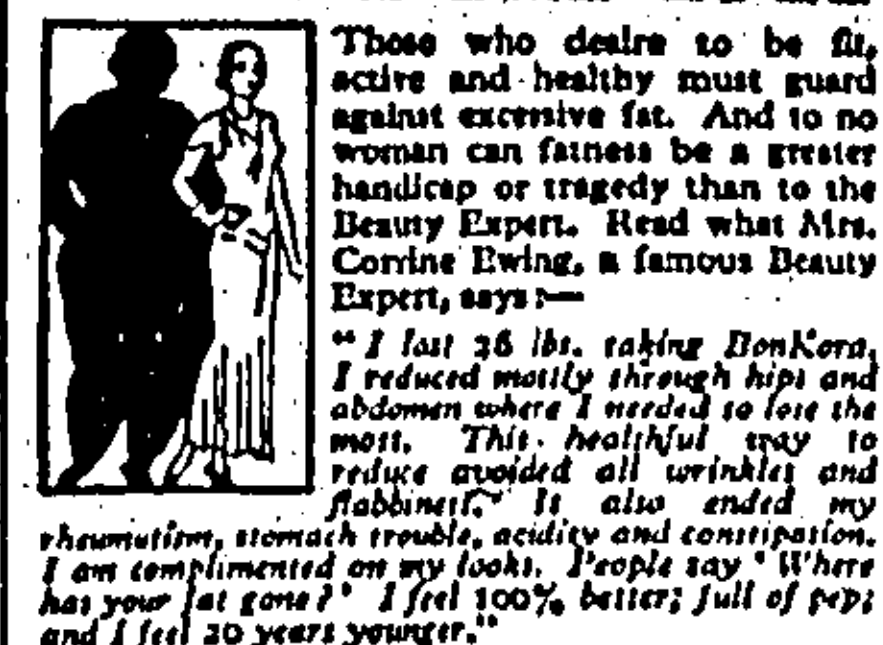 Those who desire to be fit,
active and healthy must guard
against excessive fat. And to no
woman can fatness be a greater
handicap or tragedy than to the
Beauty Expert. Read what Mrs.
Corrine Ewing, a famous Beauty
Expert, says:—
"I lost 36 lbs. taking BonKora.
I reduced mostly through hips and
abdomen where I needed to lose the
most. This healthful way to
reduce avoided all wrinkles and
flabbiness. It also ended my
rheumatism, stomach trouble, acidity and constipation.
I am complimented on my looks. People say 'Where
has your fat gone?' I feel 100% better; full of pep;
and I feel 20 years younger."